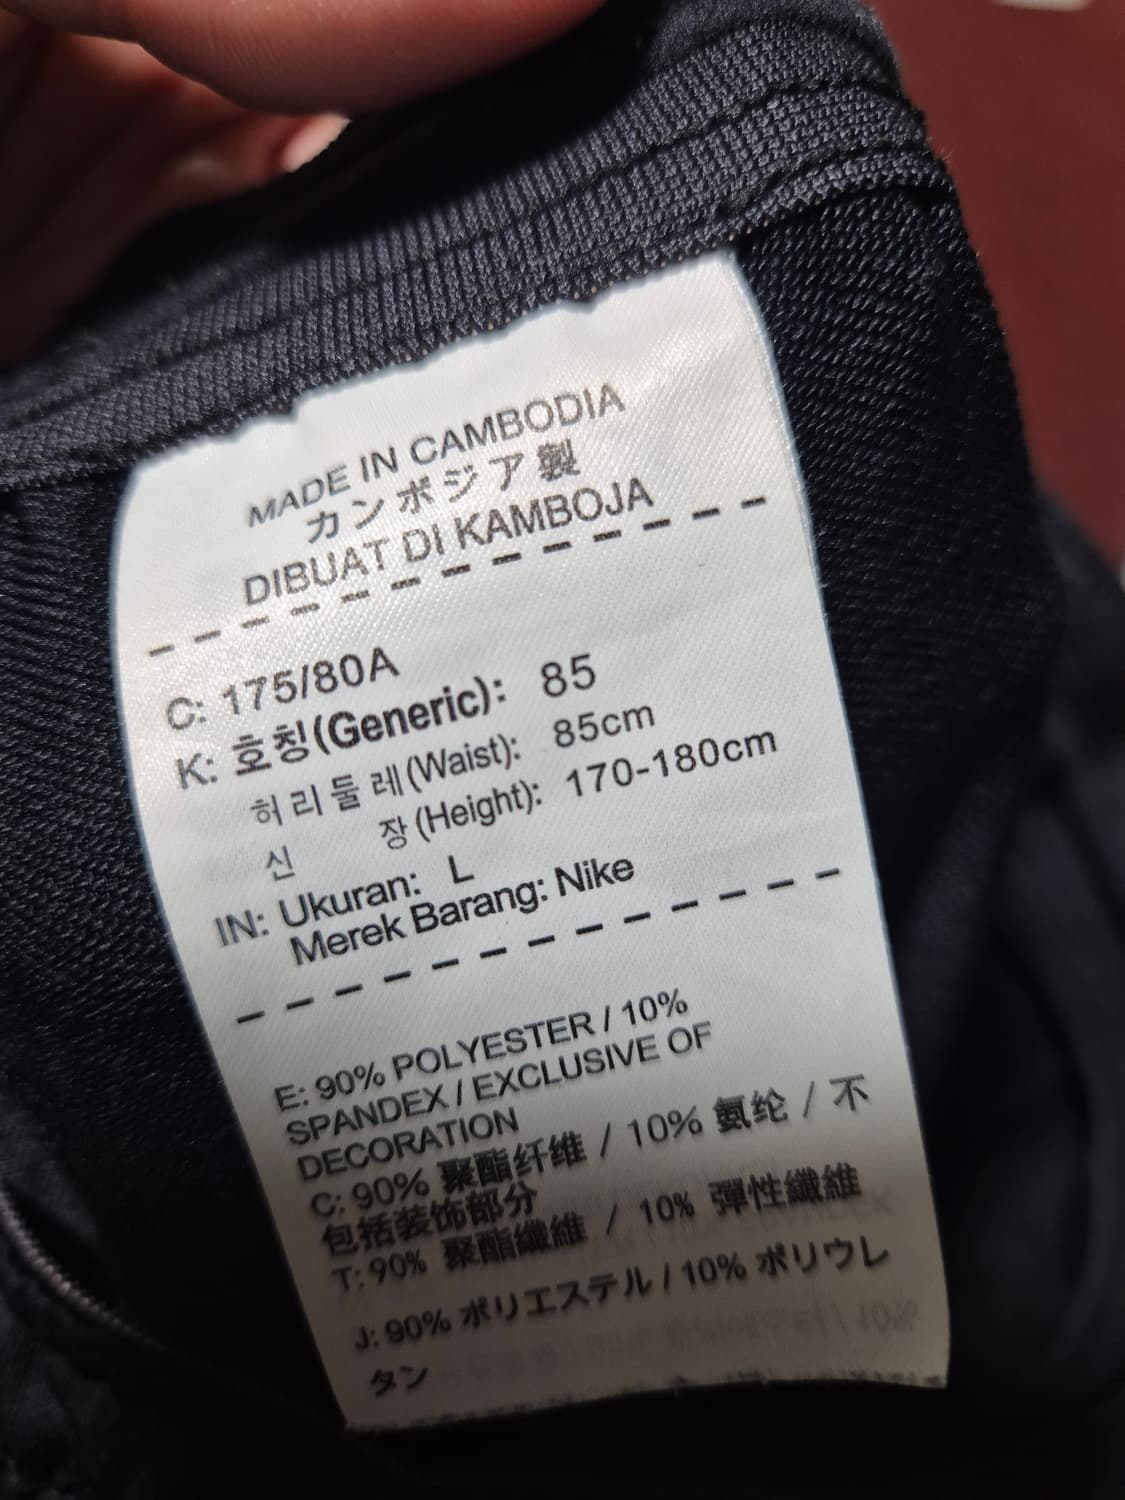 MADE IN CAMBODIA
カンボジア製
DIBUAT DI KAMBOJA
C: 175/80A
K: 호칭(Generic): 85
허리둘레(Waist): 85cm
신 장(Height): 170-180cm
IN: Ukuran: L
Merek Barang: Nike
E: 90% POLYESTER / 10%
SPANDEX / EXCLUSIVE OF
DECORATION
C: 90% 聚酯纤维 / 10% 氨纶 / 不
包括装饰部分
T: 90% 聚酯纖維 / 10% 彈性纖維
J: 90% ポリエステル / 10% ポリウレ
タン